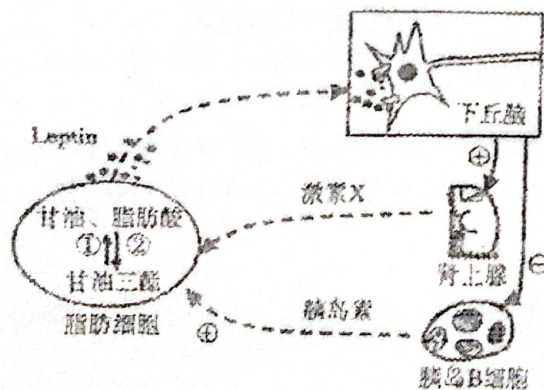 下丘脑
Leptin
⊕
激素X
甘油、脂肪酸
① ②
甘油三酯
肾上腺
⊖
脂肪细胞
胰岛素
⊕
胰岛B细胞